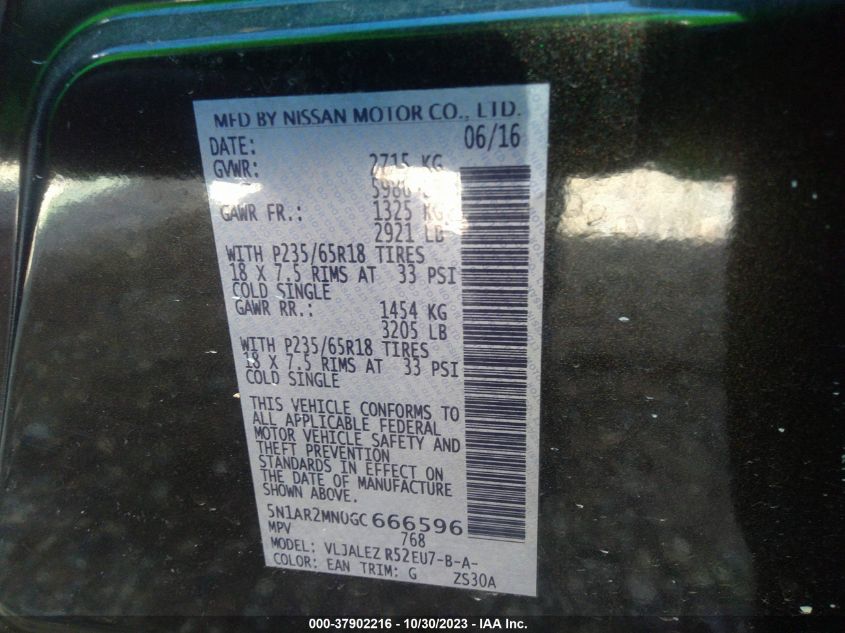 MFD BY NISSAN MOTOR CO., LTD.
DATE: 06/16
GVWR: 2715 KG
GAWR FR.: 1325 KG
2921 LB
WITH P235/65R18 TIRES
18 X 7.5 RIMS AT 33 PSI
COLD SINGLE
GAWR RR.: 1454 KG
3205 LB
WITH P235/65R18 TIRES
18 X 7.5 RIMS AT 33 PSI
COLD SINGLE
THIS VEHICLE CONFORMS TO
ALL APPLICABLE FEDERAL
MOTOR VEHICLE SAFETY AND
THEFT PREVENTION
STANDARDS IN EFFECT ON
THE DATE OF MANUFACTURE
SHOWN ABOVE.
5N1AR2MN0GC666596
MPV 768
MODEL: VLJALEZ R52EU7-B-A-
COLOR: EAN TRIM: G ZS30A
000-37902216 - 10/30/2023 - IAA Inc.